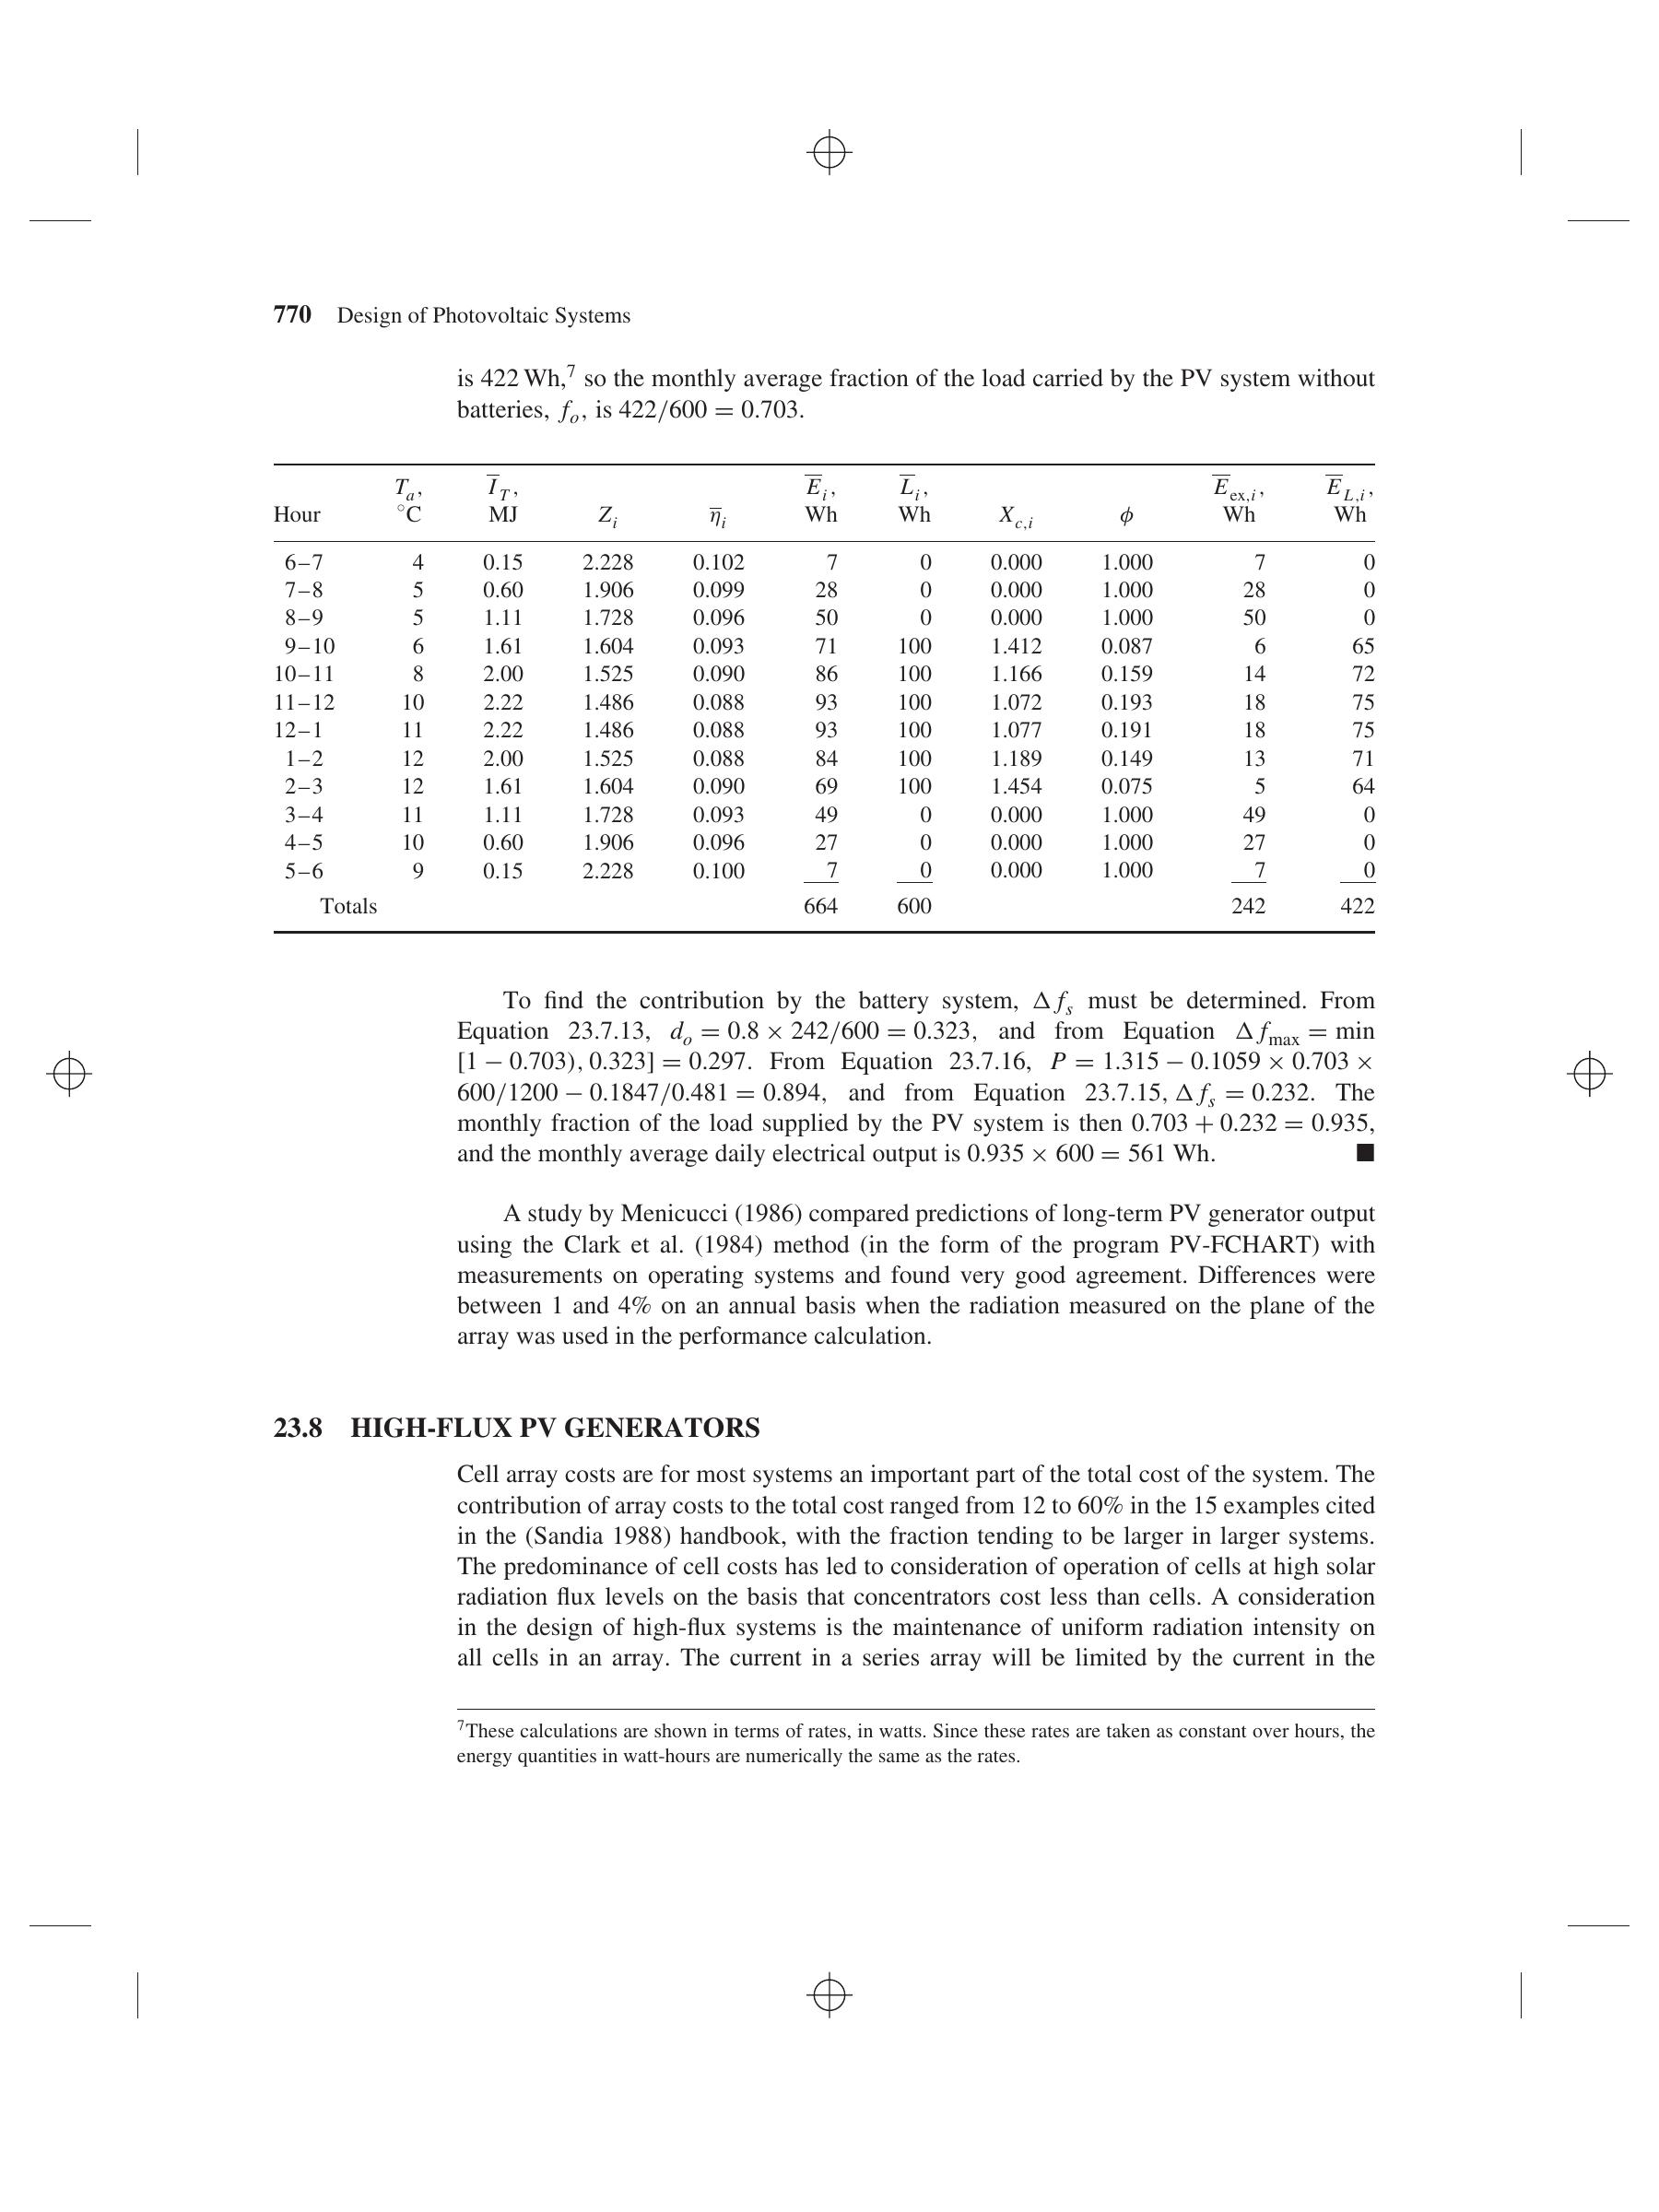 770 Design of Photovoltaic Systems
is 422 Wh,⁷ so the monthly average fraction of the load carried by the PV system without
batteries, fₒ, is 422/600 = 0.703.
Hour Tₐ, °C I̅_T, MJ Z_i η̅_i E̅_i, Wh L̅_i, Wh X_c,i ϕ E̅_ex,i, Wh E̅_L,i, Wh
6–7 4 0.15 2.228 0.102 7 0 0.000 1.000 7 0
7–8 5 0.60 1.906 0.099 28 0 0.000 1.000 28 0
8–9 5 1.11 1.728 0.096 50 0 0.000 1.000 50 0
9–10 6 1.61 1.604 0.093 71 100 1.412 0.087 6 65
10–11 8 2.00 1.525 0.090 86 100 1.166 0.159 14 72
11–12 10 2.22 1.486 0.088 93 100 1.072 0.193 18 75
12–1 11 2.22 1.486 0.088 93 100 1.077 0.191 18 75
1–2 12 2.00 1.525 0.088 84 100 1.189 0.149 13 71
2–3 12 1.61 1.604 0.090 69 100 1.454 0.075 5 64
3–4 11 1.11 1.728 0.093 49 0 0.000 1.000 49 0
4–5 10 0.60 1.906 0.096 27 0 0.000 1.000 27 0
5–6 9 0.15 2.228 0.100 7 0 0.000 1.000 7 0
Totals 664 600 242 422
To find the contribution by the battery system, Δfₛ must be determined. From
Equation 23.7.13, dₒ = 0.8 × 242/600 = 0.323, and from Equation Δf_max = min
[1 − 0.703), 0.323] = 0.297. From Equation 23.7.16, P = 1.315 − 0.1059 × 0.703 ×
600/1200 − 0.1847/0.481 = 0.894, and from Equation 23.7.15, Δfₛ = 0.232. The
monthly fraction of the load supplied by the PV system is then 0.703 + 0.232 = 0.935,
and the monthly average daily electrical output is 0.935 × 600 = 561 Wh. ■
A study by Menicucci (1986) compared predictions of long-term PV generator output
using the Clark et al. (1984) method (in the form of the program PV-FCHART) with
measurements on operating systems and found very good agreement. Differences were
between 1 and 4% on an annual basis when the radiation measured on the plane of the
array was used in the performance calculation.
23.8 HIGH-FLUX PV GENERATORS
Cell array costs are for most systems an important part of the total cost of the system. The
contribution of array costs to the total cost ranged from 12 to 60% in the 15 examples cited
in the (Sandia 1988) handbook, with the fraction tending to be larger in larger systems.
The predominance of cell costs has led to consideration of operation of cells at high solar
radiation flux levels on the basis that concentrators cost less than cells. A consideration
in the design of high-flux systems is the maintenance of uniform radiation intensity on
all cells in an array. The current in a series array will be limited by the current in the
⁷These calculations are shown in terms of rates, in watts. Since these rates are taken as constant over hours, the
energy quantities in watt-hours are numerically the same as the rates.